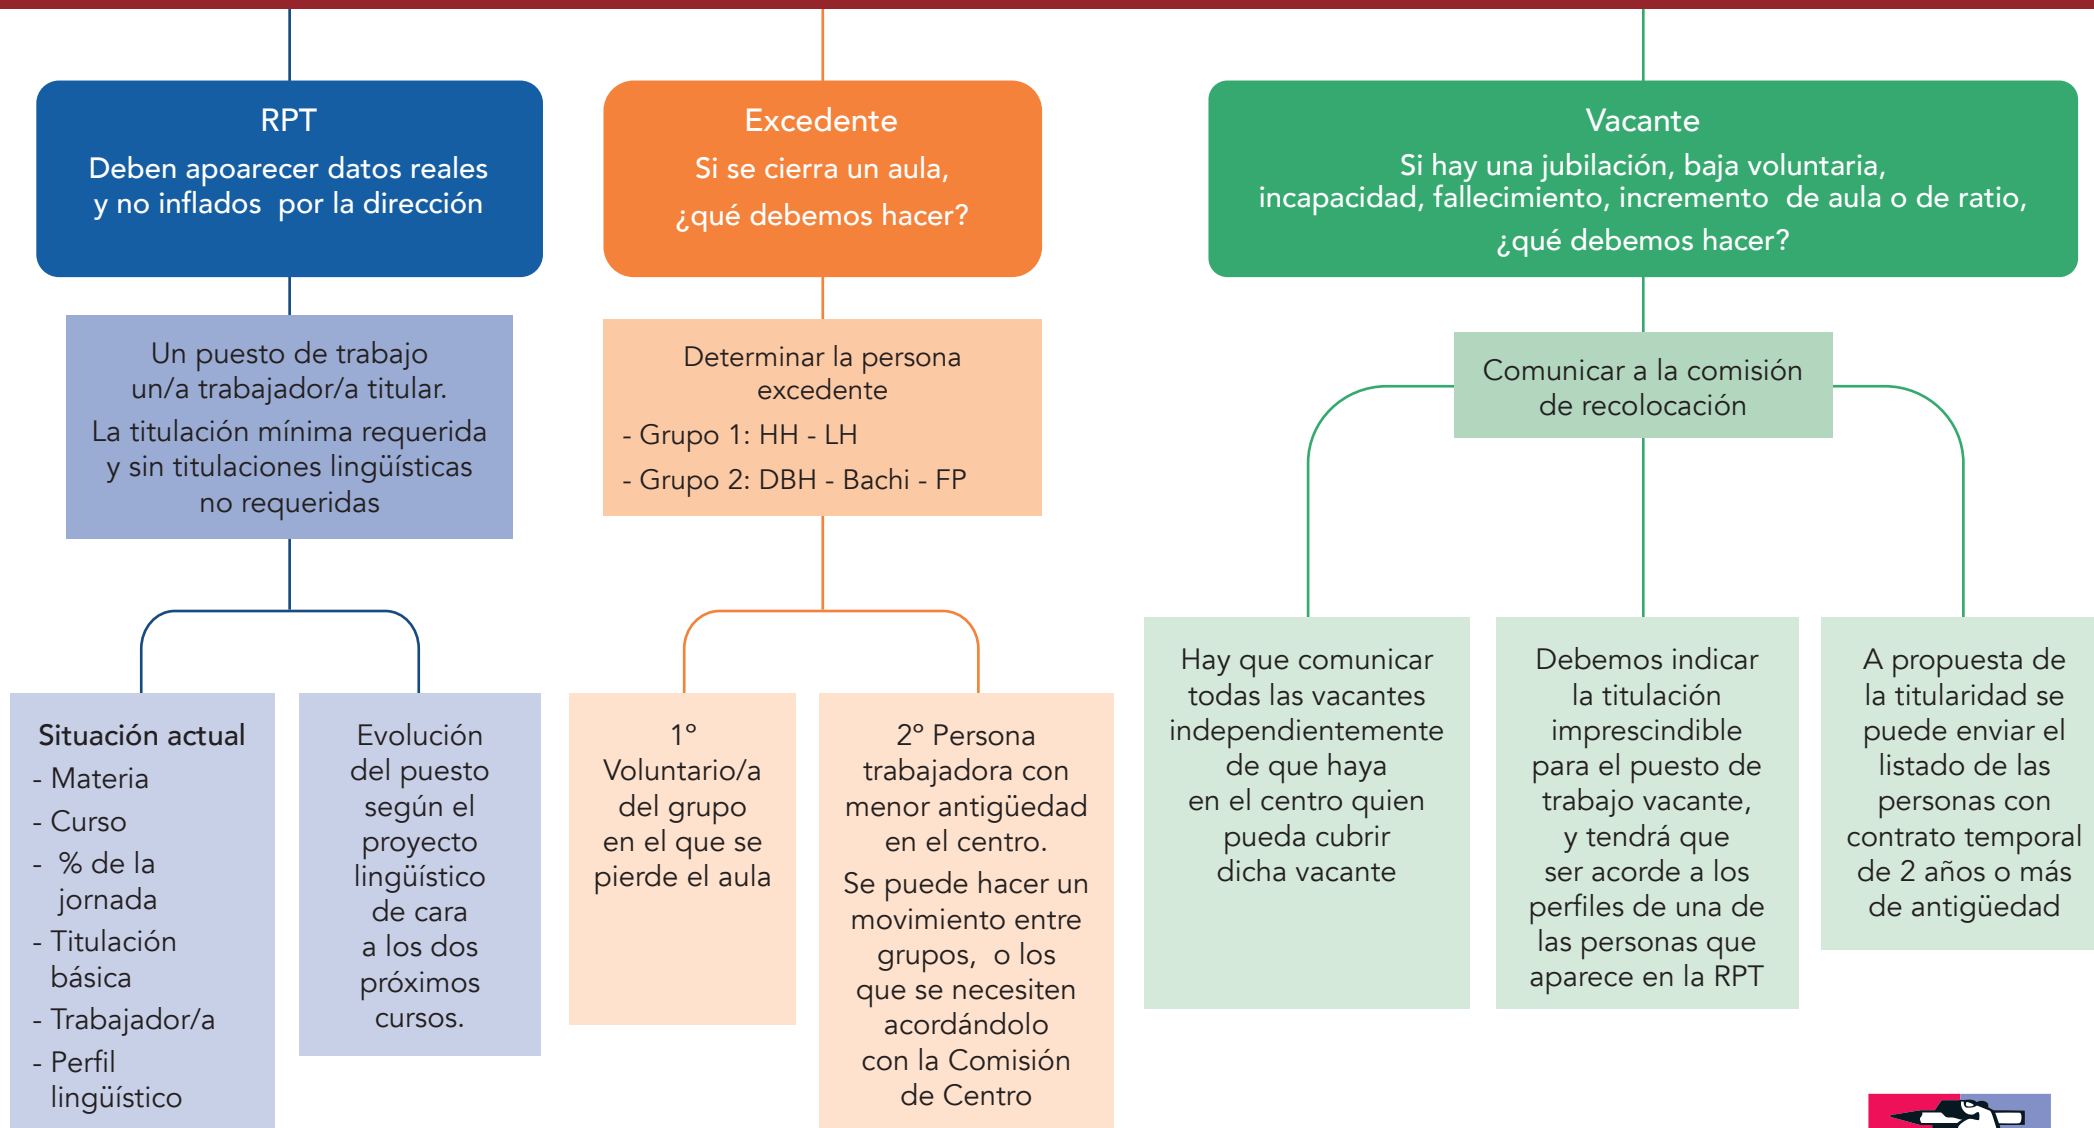 RPT
Deben apoarecer datos reales
y no inflados por la dirección
Un puesto de trabajo
un/a trabajador/a titular.
La titulación mínima requerida
y sin titulaciones lingüísticas
no requeridas
Situación actual
- Materia
- Curso
- % de la
jornada
- Titulación
básica
- Trabajador/a
- Perfil
lingüístico
Evolución
del puesto
según el
proyecto
lingüístico
de cara
a los dos
próximos
cursos.
Excedente
Si se cierra un aula,
¿qué debemos hacer?
Determinar la persona
excedente
- Grupo 1: HH - LH
- Grupo 2: DBH - Bachi - FP
1º
Voluntario/a
del grupo
en el que se
pierde el aula
2º Persona
trabajadora con
menor antigüedad
en el centro.
Se puede hacer un
movimiento entre
grupos, o los
que se necesiten
acordándolo
con la Comisión
de Centro
Vacante
Si hay una jubilación, baja voluntaria,
incapacidad, fallecimiento, incremento de aula o de ratio,
¿qué debemos hacer?
Comunicar a la comisión
de recolocación
Hay que comunicar
todas las vacantes
independientemente
de que haya
en el centro quien
pueda cubrir
dicha vacante
Debemos indicar
la titulación
imprescindible
para el puesto de
trabajo vacante,
y tendrá que
ser acorde a los
perfiles de una de
las personas que
aparece en la RPT
A propuesta de
la titularidad se
puede enviar el
listado de las
personas con
contrato temporal
de 2 años o más
de antigüedad